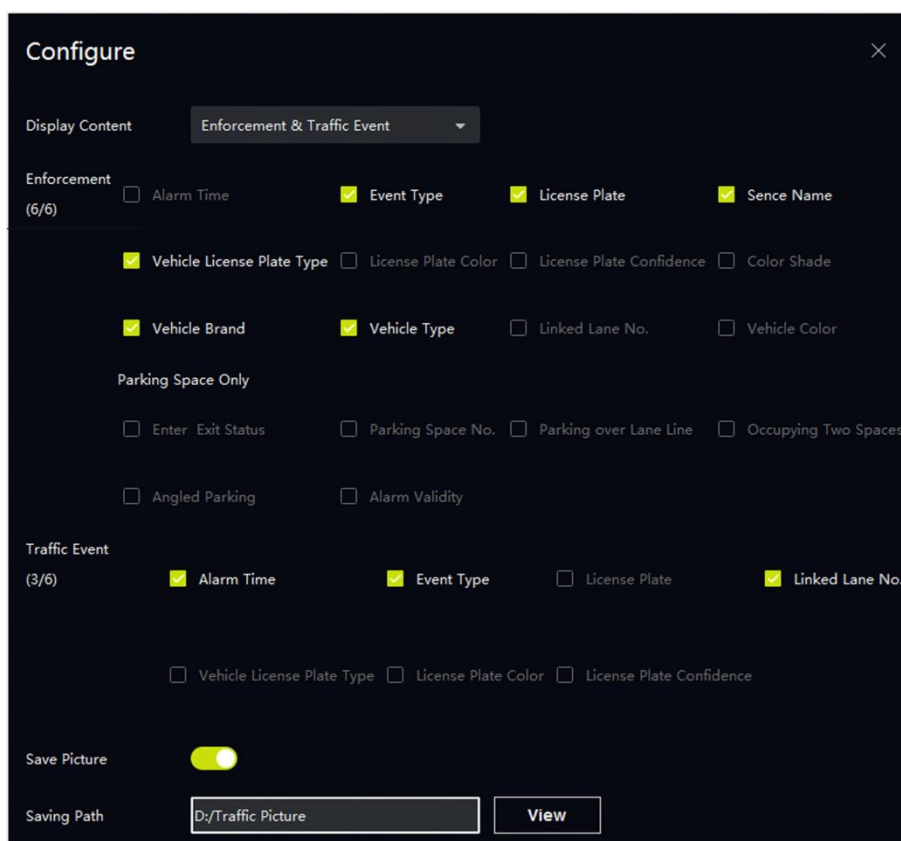 Configure
Display Content Enforcement & Traffic Event
Enforcement
(6/6)
Alarm Time Event Type License Plate Sence Name
Vehicle License Plate Type License Plate Color License Plate Confidence Color Shade
Vehicle Brand Vehicle Type Linked Lane No. Vehicle Color
Parking Space Only
Enter Exit Status Parking Space No. Parking over Lane Line Occupying Two Spaces
Angled Parking Alarm Validity
Traffic Event
(3/6)
Alarm Time Event Type License Plate Linked Lane No.
Vehicle License Plate Type License Plate Color License Plate Confidence
Save Picture
Saving Path D:/Traffic Picture View